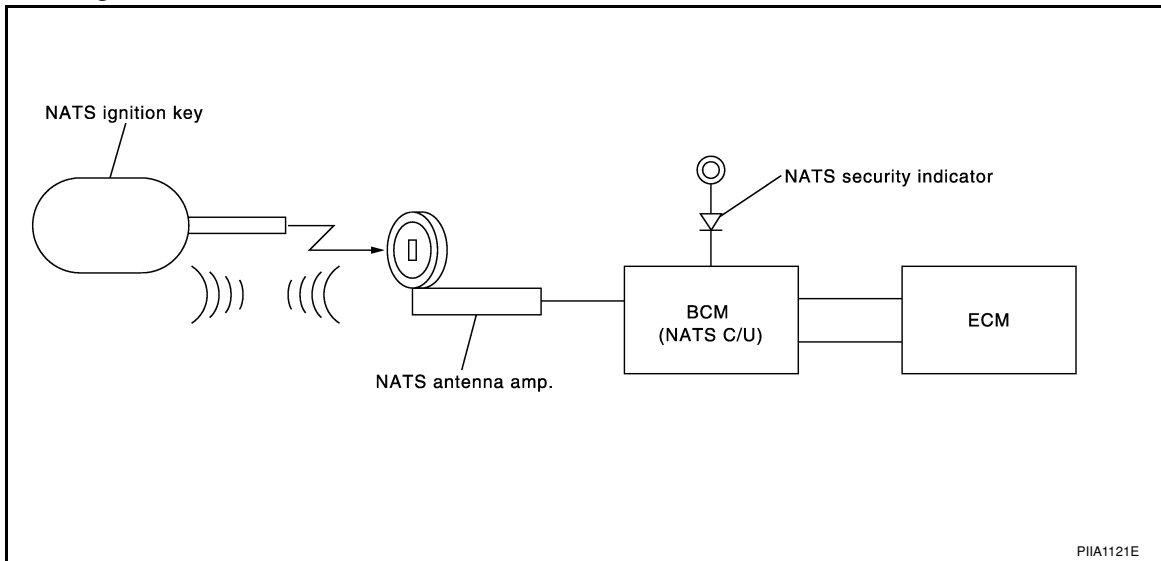 NATS ignition key
NATS security indicator
BCM
(NATS C/U)
ECM
NATS antenna amp.
PIIA1121E